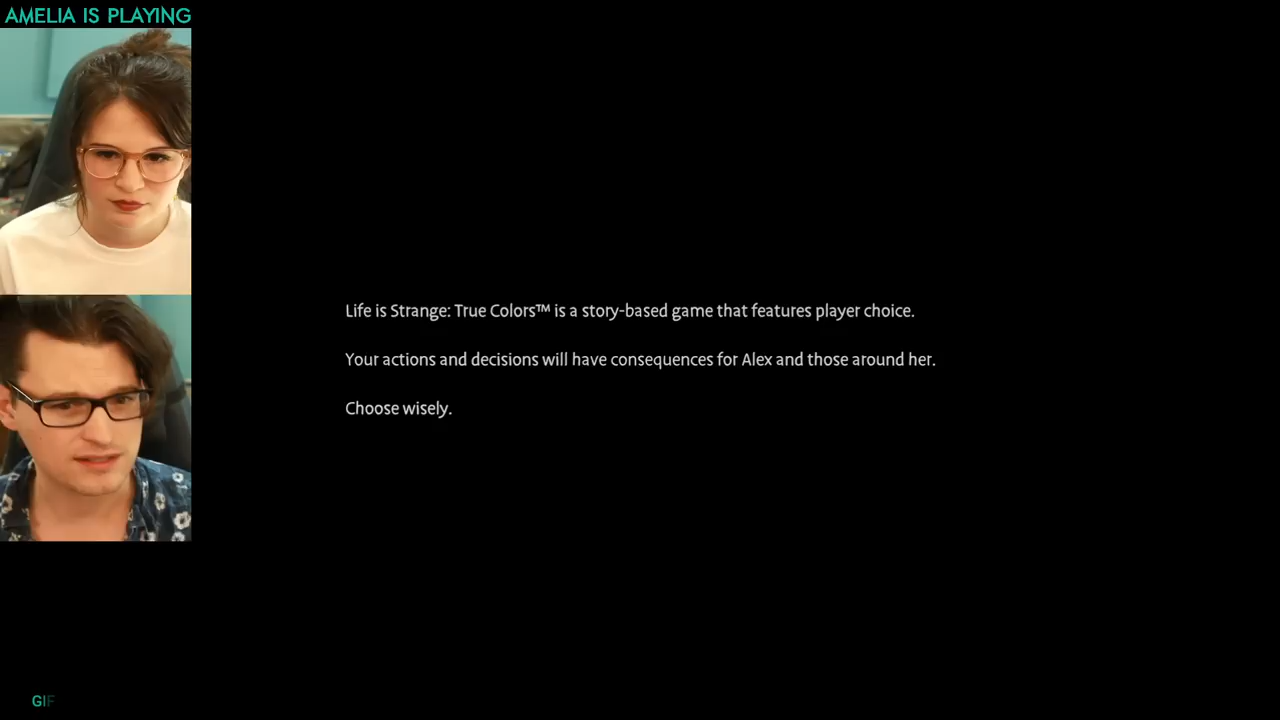 AMELIA IS PLAYING
Life is Strange: True Colors™ is a story-based game that features player choice.
Your actions and decisions will have consequences for Alex and those around her.
Choose wisely.
GIF